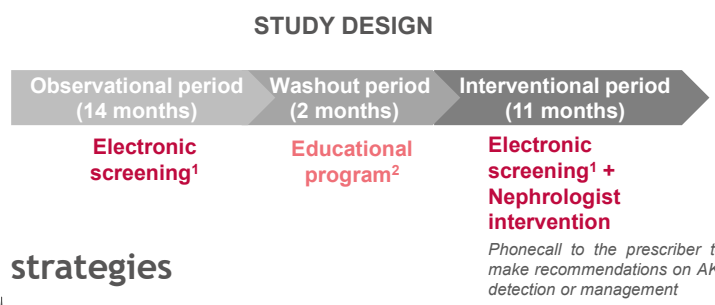 STUDY DESIGN
Observational period
(14 months)
Washout period
(2 months)
Interventional period
(11 months)
Electronic
screening¹
Educational
program²
Electronic
screening¹ +
Nephrologist
intervention
Phonecall to the prescriber t
make recommendations on AK
detection or management
strategies